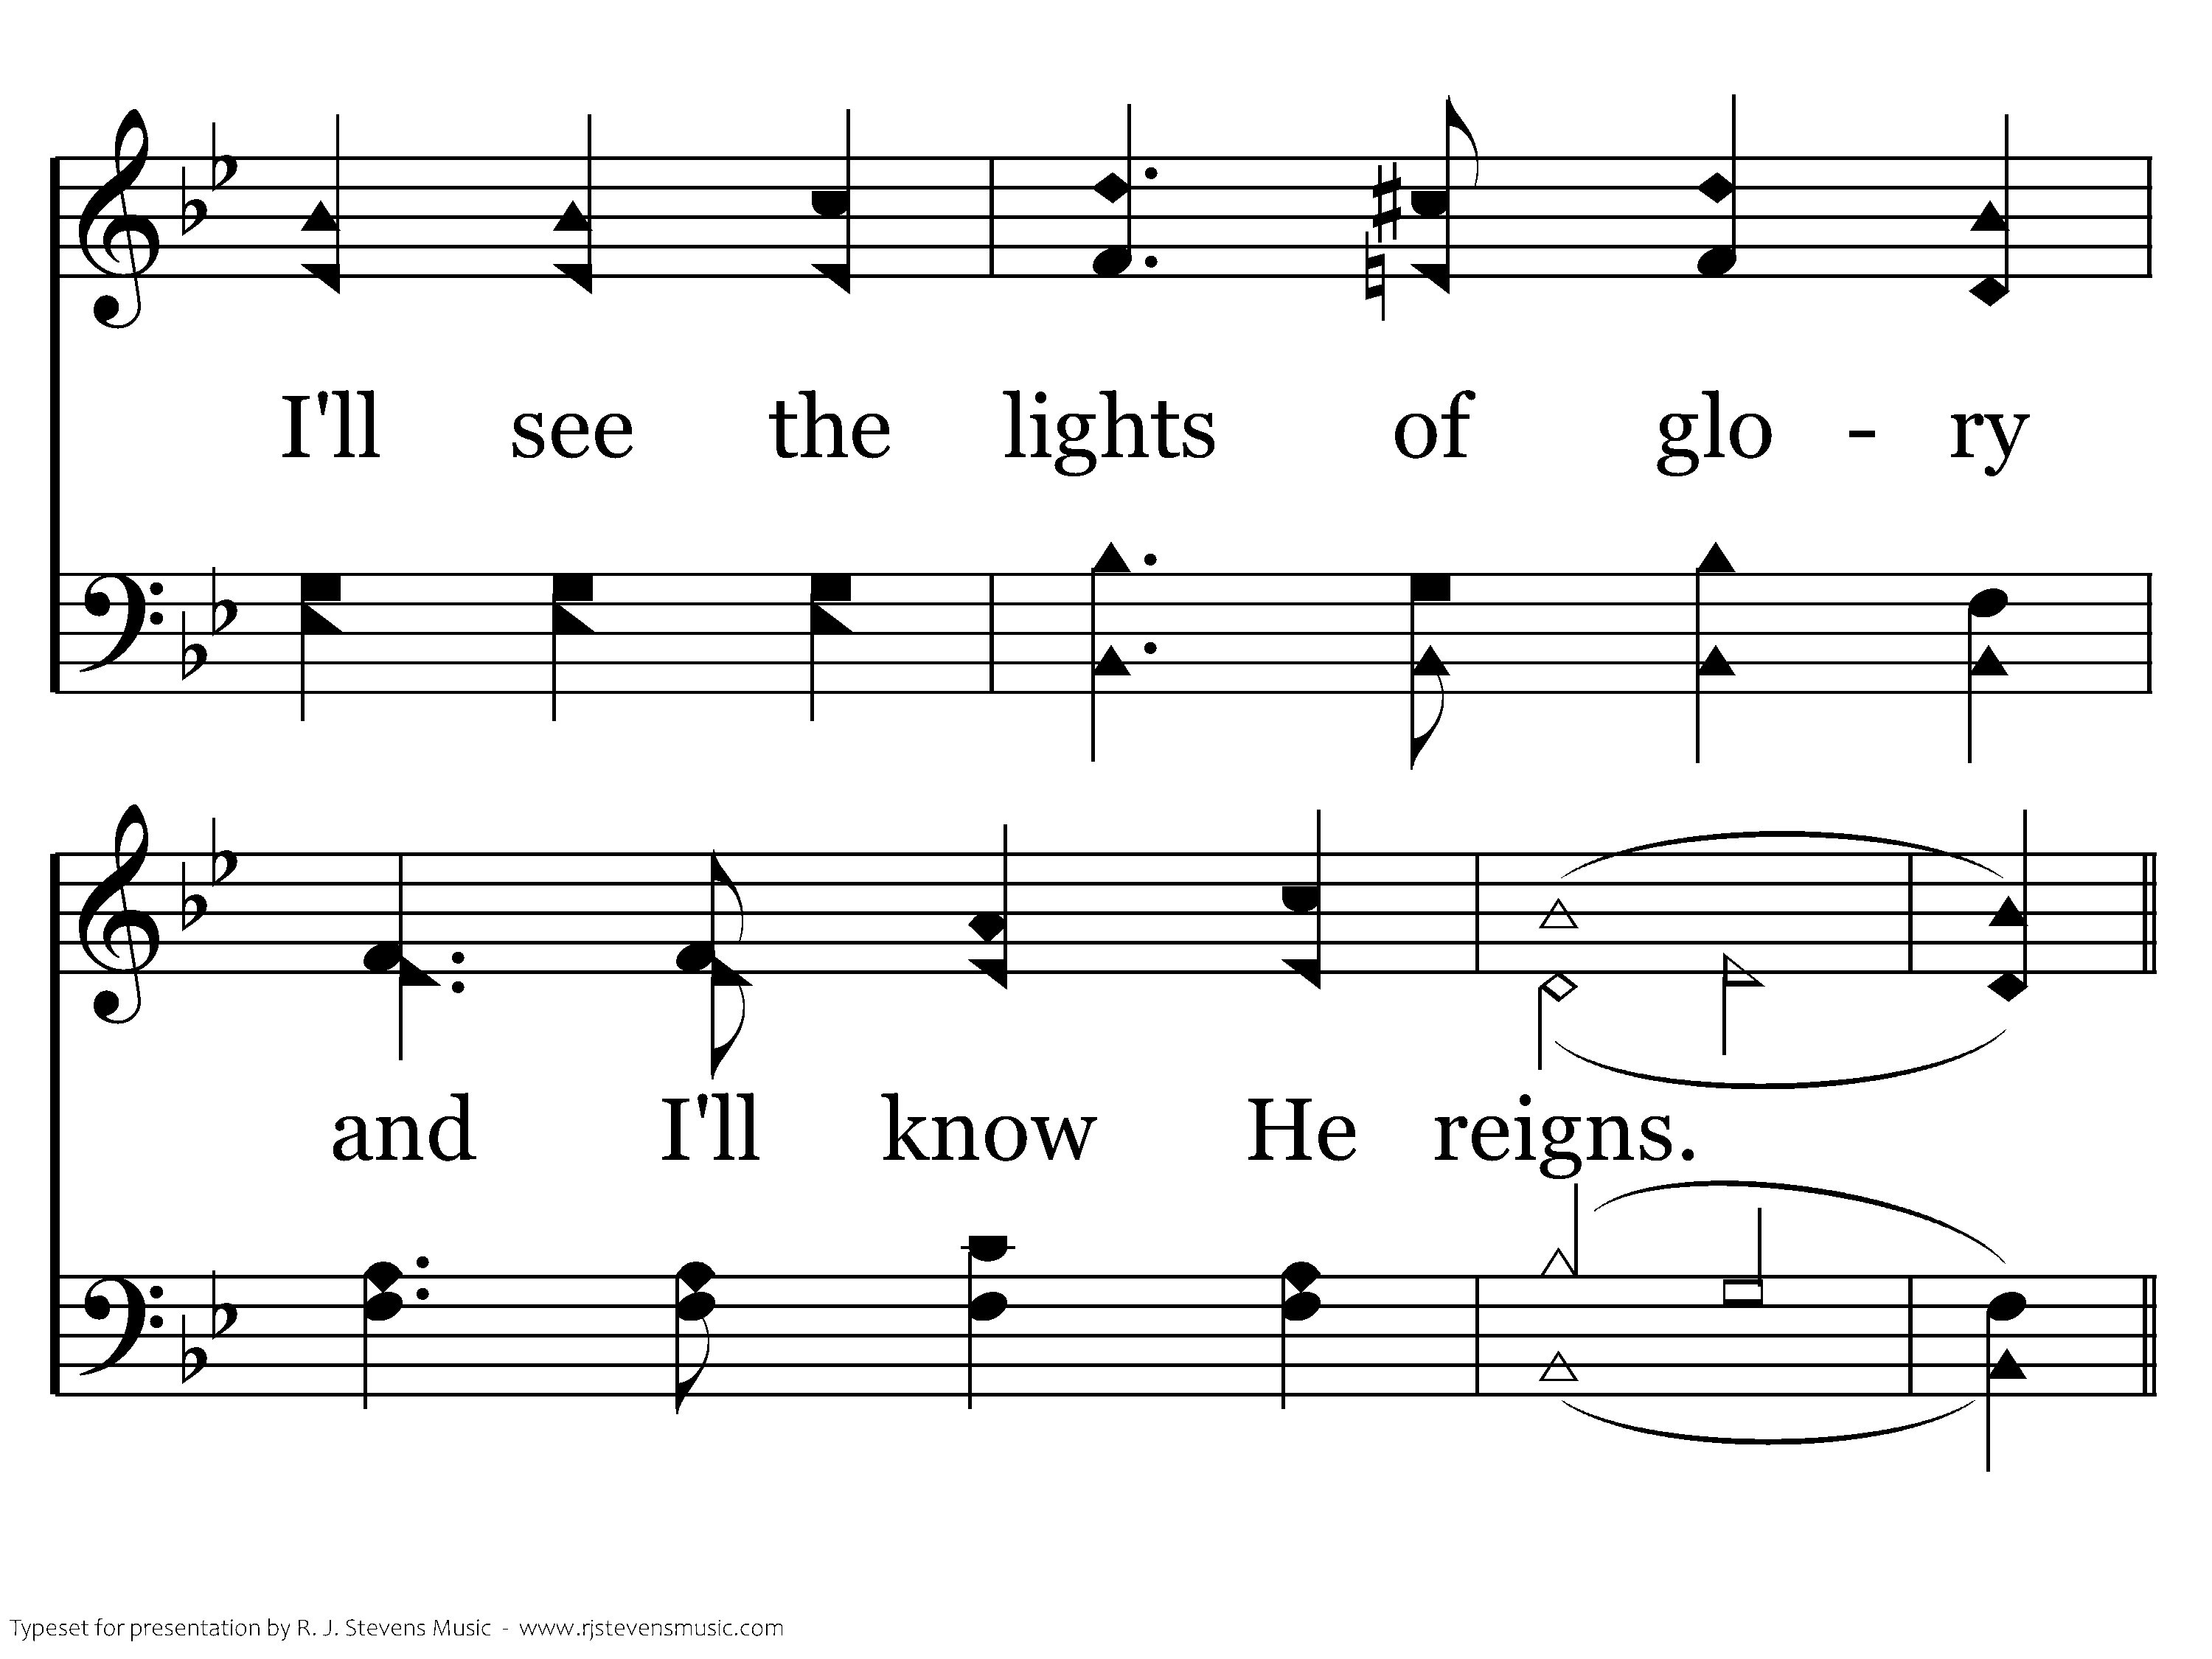 I'll see the lights of glo - ry
and I'll know He reigns.
Typeset for presentation by R. J. Stevens Music - www.rjstevensmusic.com